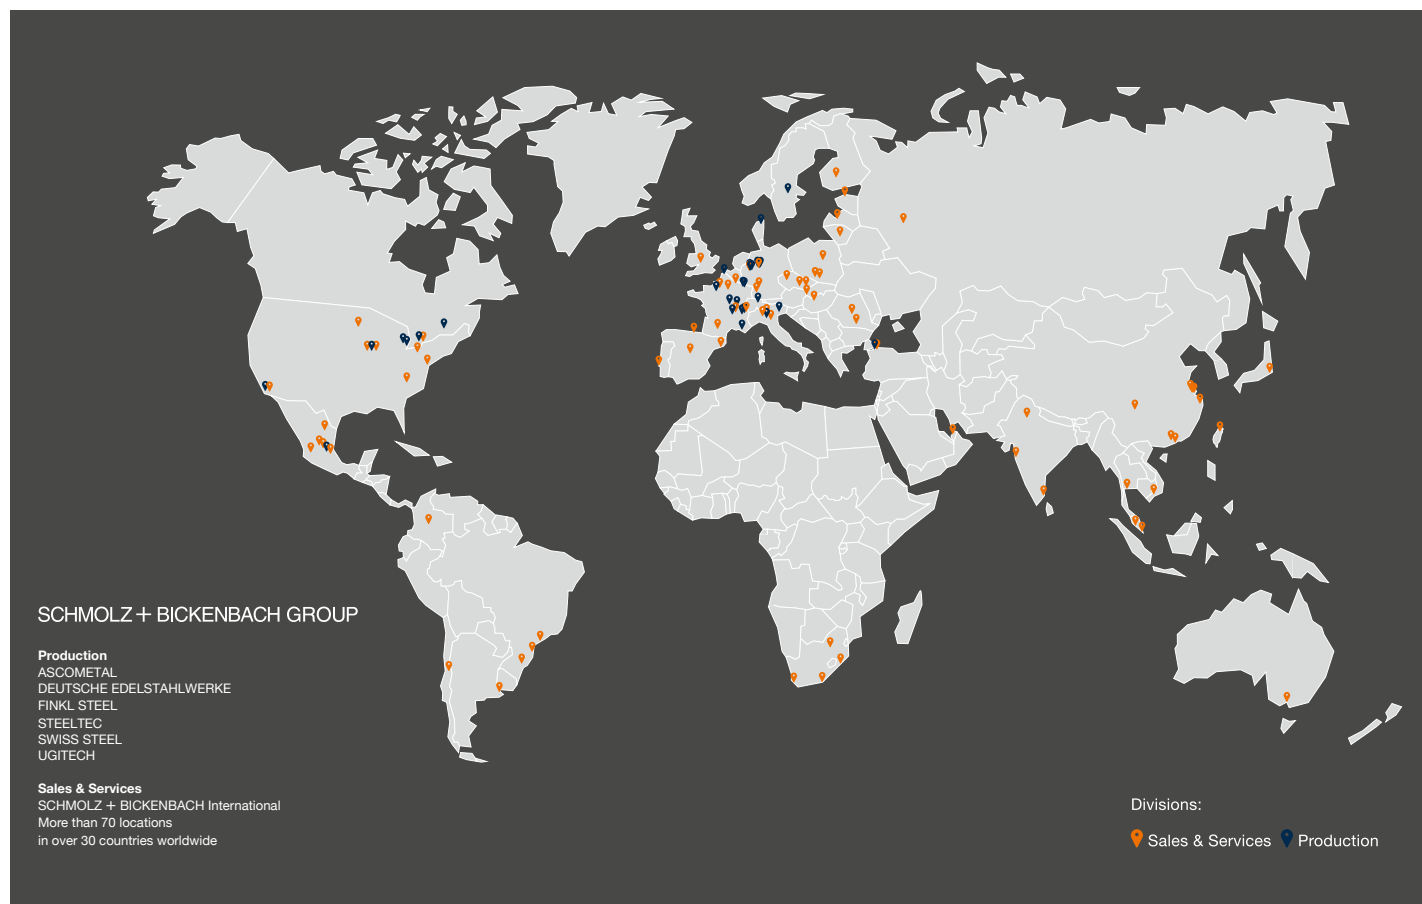 SCHMOLZ + BICKENBACH GROUP
Production
ASCOMETAL
DEUTSCHE EDELSTAHLWERKE
FINKL STEEL
STEELTEC
SWISS STEEL
UGITECH
Sales & Services
SCHMOLZ + BICKENBACH International
More than 70 locations
in over 30 countries worldwide
Divisions:
Sales & Services Production